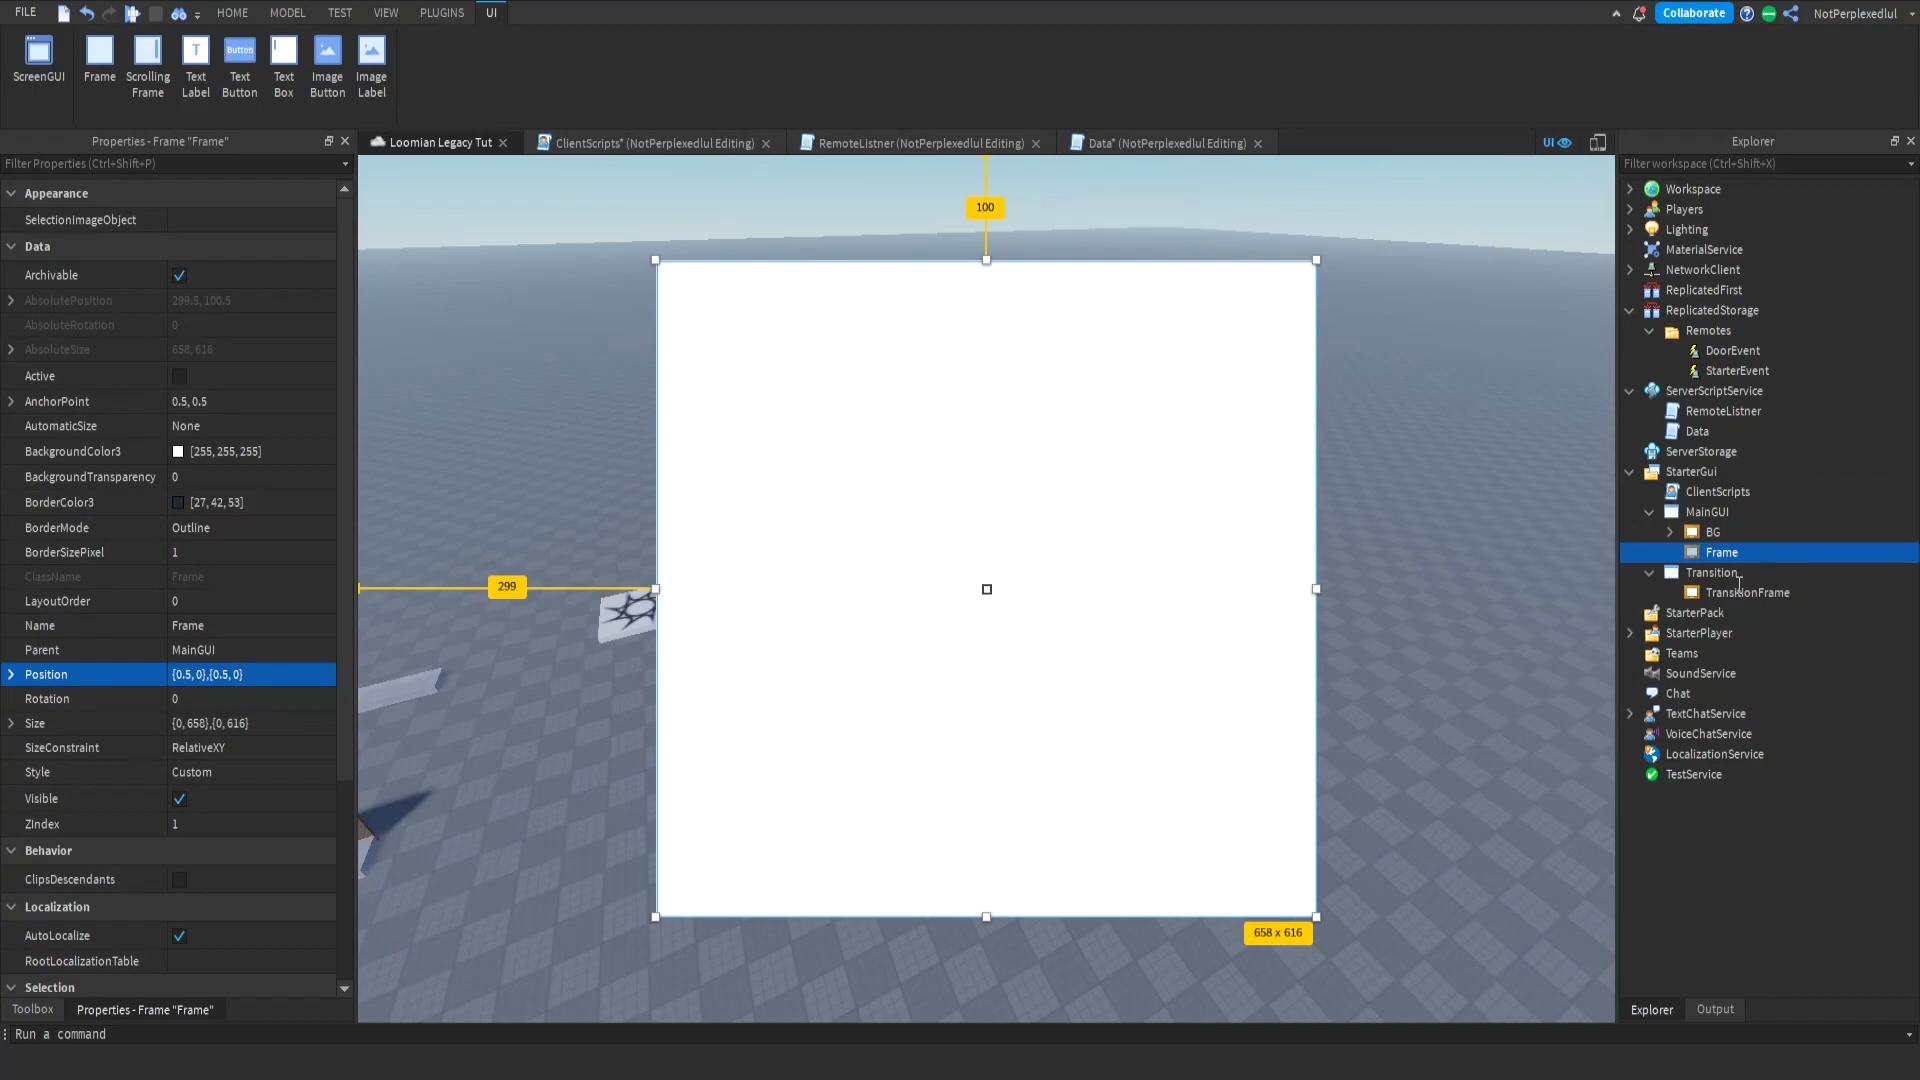 FILE HOME MODEL TEST VIEW PLUGINS UI Collaborate NotPerplexedlul
ScreenGUI Frame Scrolling Frame T Text Label Button Text Button Text Box Image Button Image Label
Properties - Frame "Frame"
Filter Properties (Ctrl+Shift+P)
Appearance
SelectionImageObject
Data
Archivable
AbsolutePosition 299.5, 100.5
AbsoluteRotation 0
AbsoluteSize 658, 616
Active
AnchorPoint 0.5, 0.5
AutomaticSize None
BackgroundColor3 [255, 255, 255]
BackgroundTransparency 0
BorderColor3 [27, 42, 53]
BorderMode Outline
BorderSizePixel 1
ClassName Frame
LayoutOrder 0
Name Frame
Parent MainGUI
Position {0.5, 0},{0.5, 0}
Rotation 0
Size {0, 658},{0, 616}
SizeConstraint RelativeXY
Style Custom
Visible
ZIndex 1
Behavior
ClipsDescendants
Localization
AutoLocalize
RootLocalizationTable
Selection
Toolbox Properties - Frame "Frame"
Run a command
Loomian Legacy Tut ClientScripts* (NotPerplexedlul Editing) RemoteListner (NotPerplexedlul Editing) Data* (NotPerplexedlul Editing) UI
100
299
658 x 616
Explorer
Filter workspace (Ctrl+Shift+X)
Workspace
Players
Lighting
MaterialService
NetworkClient
ReplicatedFirst
ReplicatedStorage
Remotes
DoorEvent
StarterEvent
ServerScriptService
RemoteListner
Data
ServerStorage
StarterGui
ClientScripts
MainGUI
BG
Frame
Transition
TransitionFrame
StarterPack
StarterPlayer
Teams
SoundService
Chat
TextChatService
VoiceChatService
LocalizationService
TestService
Explorer Output